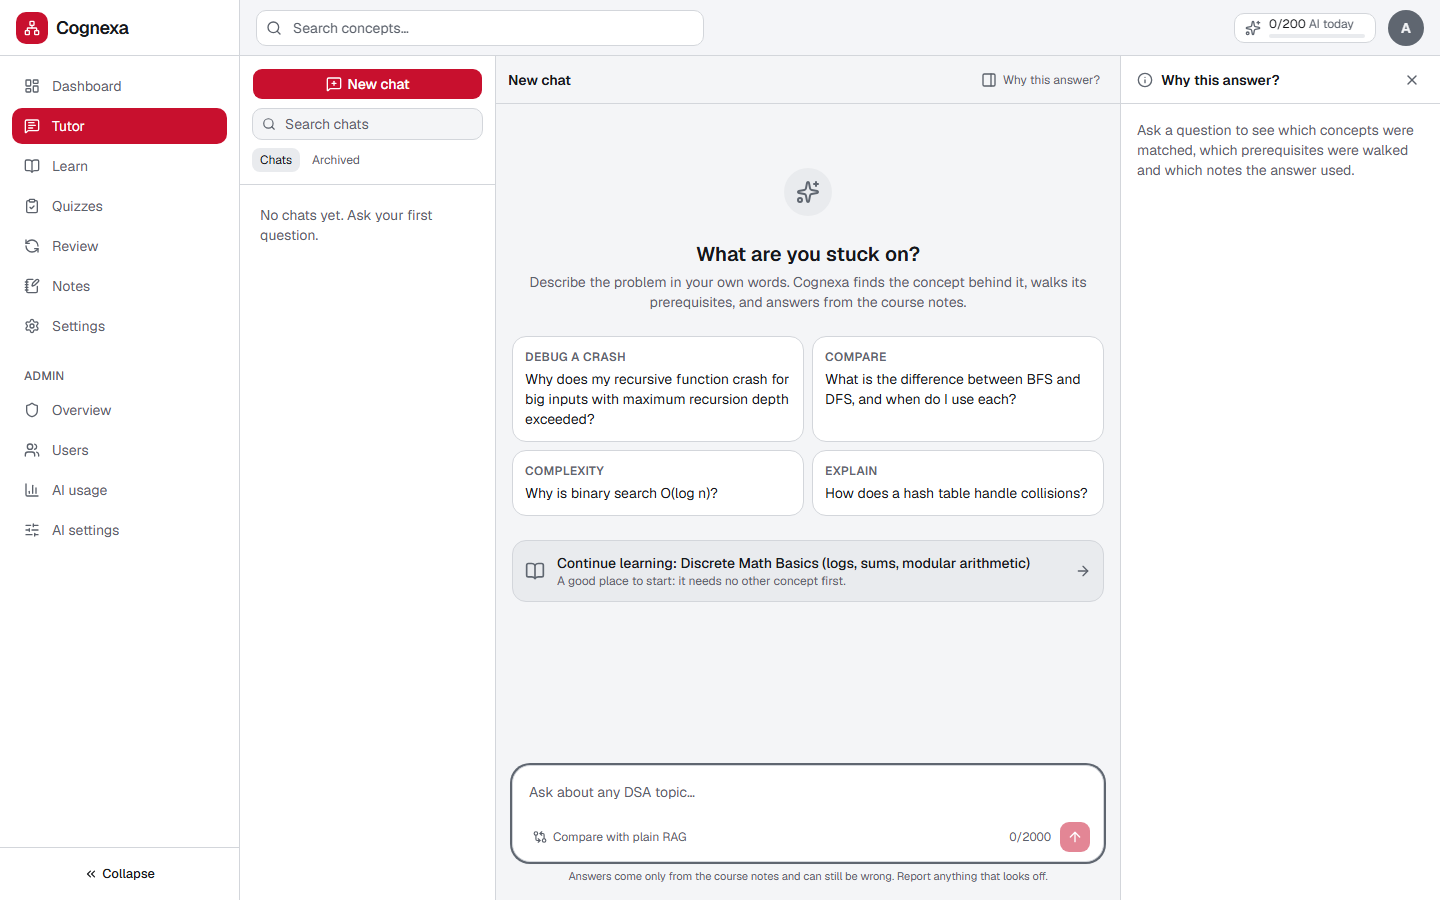 Cognexa
Search concepts...
0/200 AI today
A
Dashboard
Tutor
Learn
Quizzes
Review
Notes
Settings
ADMIN
Overview
Users
AI usage
AI settings
Collapse
New chat
Search chats
Chats
Archived
No chats yet. Ask your first
question.
New chat
Why this answer?
What are you stuck on?
Describe the problem in your own words. Cognexa finds the concept behind it, walks its
prerequisites, and answers from the course notes.
DEBUG A CRASH
Why does my recursive function crash for
big inputs with maximum recursion depth
exceeded?
COMPARE
What is the difference between BFS and
DFS, and when do I use each?
COMPLEXITY
Why is binary search O(log n)?
EXPLAIN
How does a hash table handle collisions?
Continue learning: Discrete Math Basics (logs, sums, modular arithmetic)
A good place to start: it needs no other concept first.
Ask about any DSA topic...
Compare with plain RAG
0/2000
Answers come only from the course notes and can still be wrong. Report anything that looks off.
Why this answer?
Ask a question to see which concepts were
matched, which prerequisites were walked
and which notes the answer used.